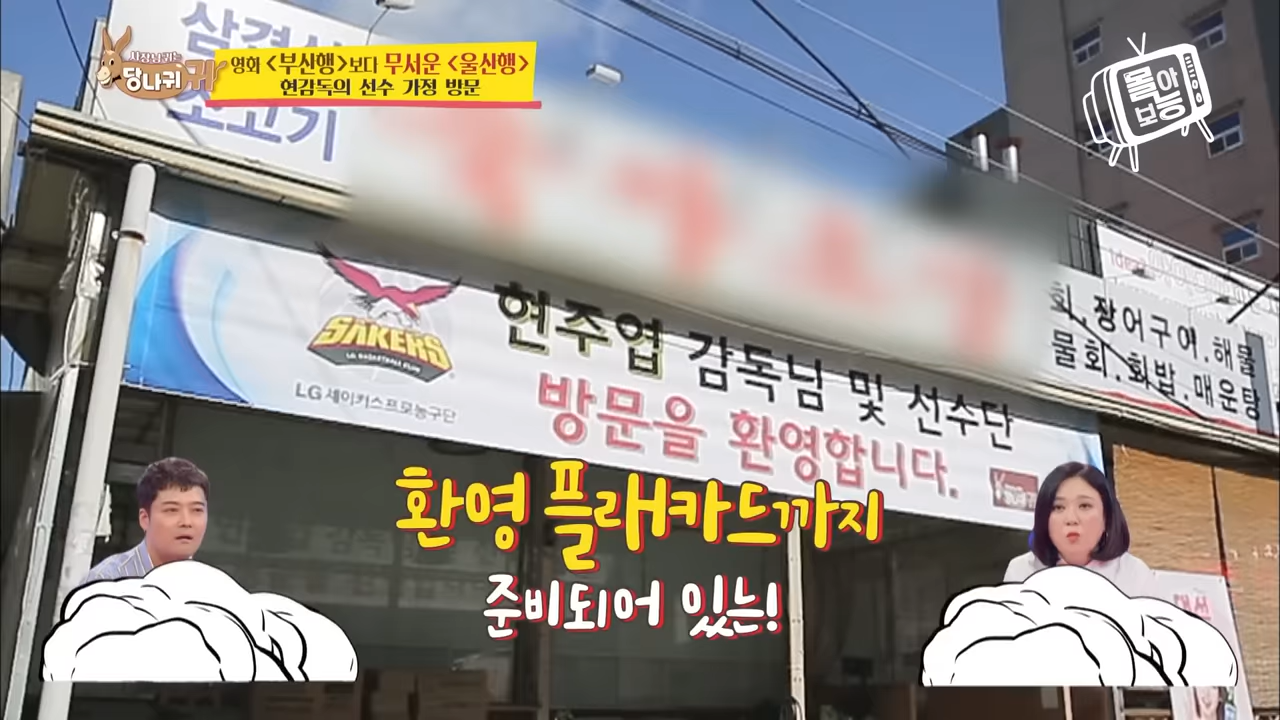 사장님 귀는
당나귀 귀
영화 <부산행>보다 무서운 <울산행>
현감독의 선수 가정 방문
몰아
보능
삼겹살
소고기
SAKERS
LG BASKETBALL CLUB
LG 세이커스프로농구단
현주엽 감독님 및 선수단
방문을 환영합니다.
회.장어구이.해물
물회.회밥.매운탕
환영 플래카드까지
준비되어 있는!